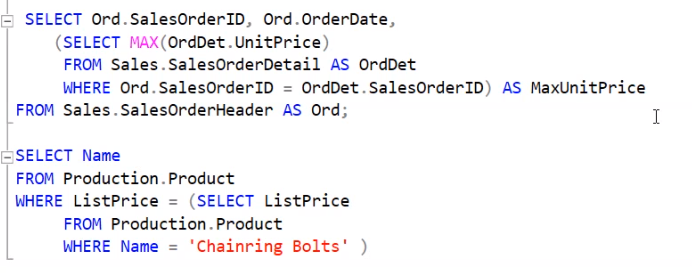 SELECT Ord.SalesOrderID, Ord.OrderDate,
(SELECT MAX(OrdDet.UnitPrice)
FROM Sales.SalesOrderDetail AS OrdDet
WHERE Ord.SalesOrderID = OrdDet.SalesOrderID) AS MaxUnitPrice
FROM Sales.SalesOrderHeader AS Ord;
SELECT Name
FROM Production.Product
WHERE ListPrice = (SELECT ListPrice
FROM Production.Product
WHERE Name = 'Chainring Bolts' )